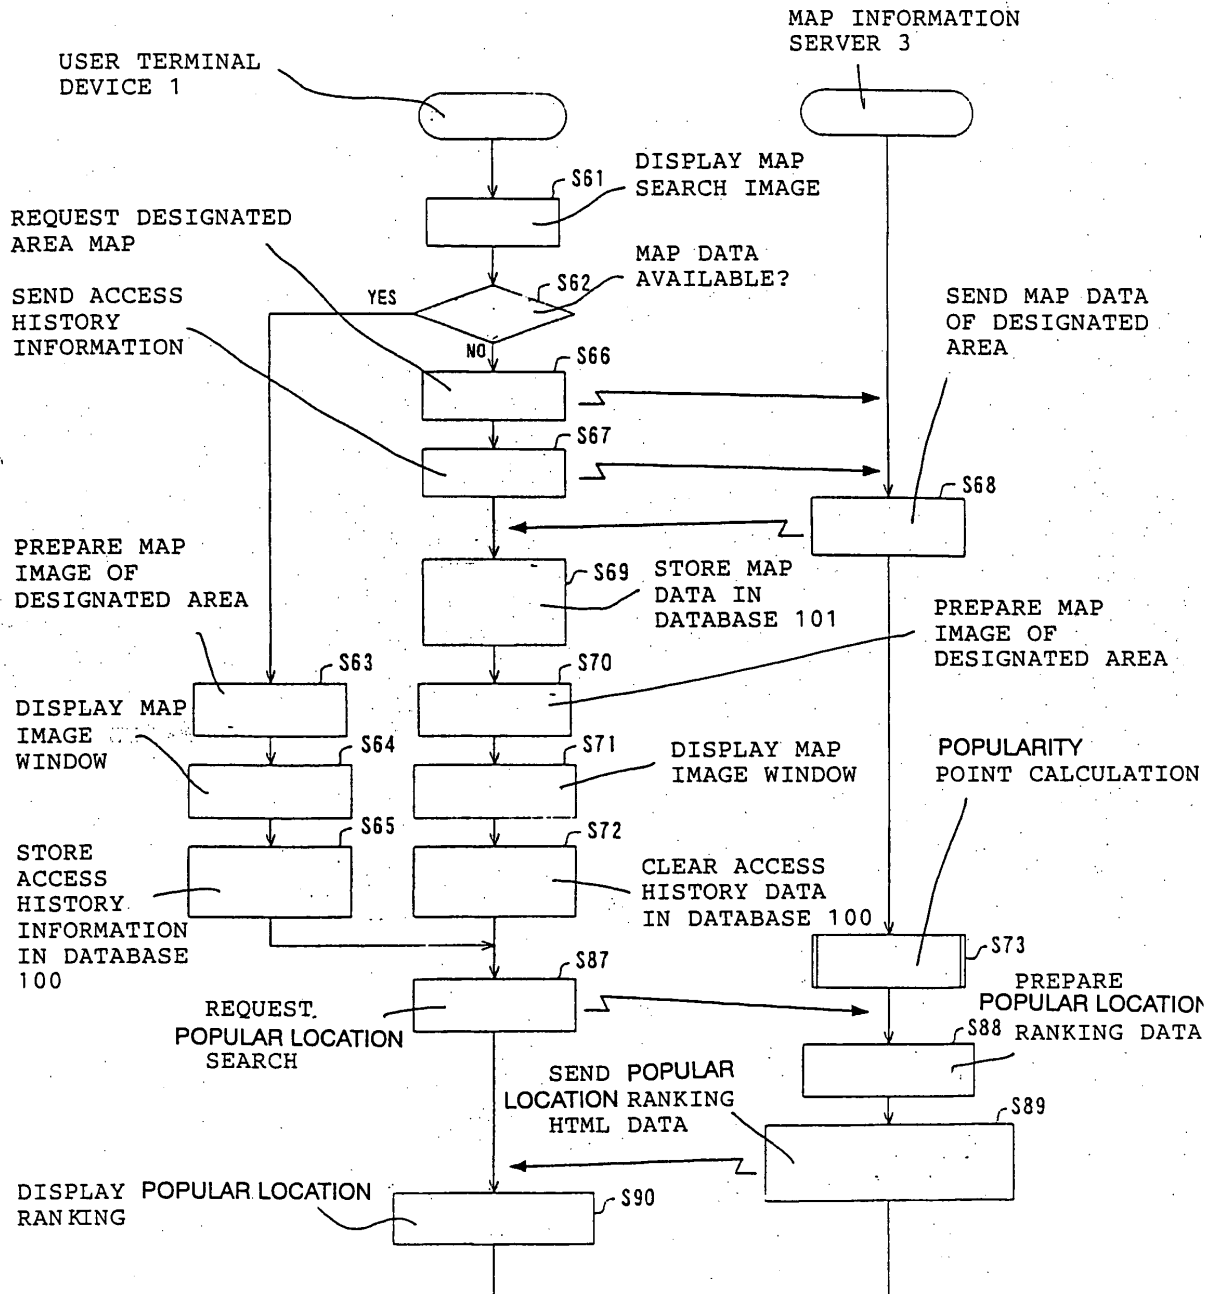 MAP INFORMATION
SERVER 3
USER TERMINAL
DEVICE 1
DISPLAY MAP
SEARCH IMAGE
S61
REQUEST DESIGNATED
AREA MAP
MAP DATA
AVAILABLE?
S62
YES
NO
SEND ACCESS
HISTORY
INFORMATION
SEND MAP DATA
OF DESIGNATED
AREA
S66
S67
S68
PREPARE MAP
IMAGE OF
DESIGNATED AREA
S69
STORE MAP
DATA IN
DATABASE 101
PREPARE MAP
IMAGE OF
DESIGNATED AREA
S63
S70
DISPLAY MAP
IMAGE
WINDOW
S64
S71
DISPLAY MAP
IMAGE WINDOW
POPULARITY
POINT CALCULATION
S65
S72
STORE
ACCESS
HISTORY
INFORMATION
IN DATABASE
100
CLEAR ACCESS
HISTORY DATA
IN DATABASE 100
S73
S87
REQUEST
POPULAR LOCATION
SEARCH
PREPARE
POPULAR LOCATION
RANKING DATA
S88
SEND POPULAR
LOCATION RANKING
HTML DATA
S89
DISPLAY POPULAR LOCATION
RANKING
S90